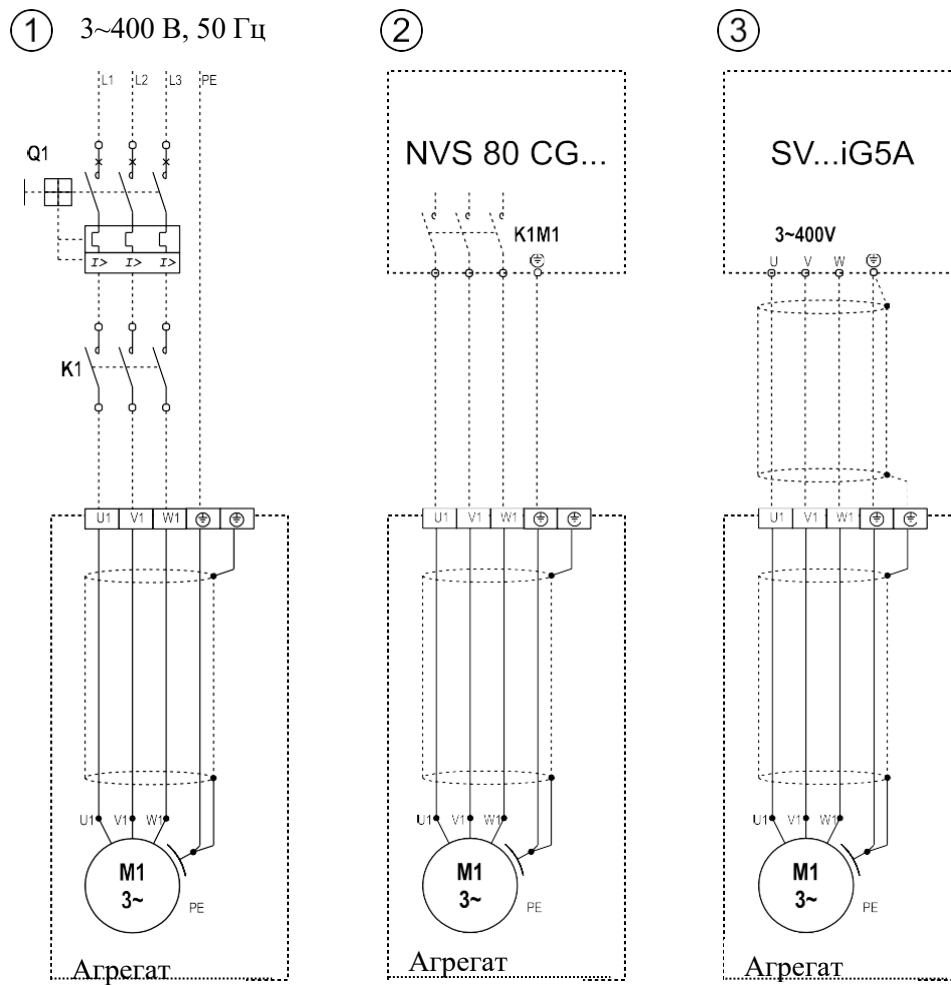 1 3~400 В, 50 Гц
L1 L2 L3 PE
Q1
I> I> I>
K1
U1 V1 W1
U1 V1 W1
M1
3~
PE
Агрегат
2
NVS 80 CG...
K1M1
U1 V1 W1
U1 V1 W1
M1
3~
PE
Агрегат
3
SV...iG5A
3~400V
U V W
U1 V1 W1
U1 V1 W1
M1
3~
PE
Агрегат